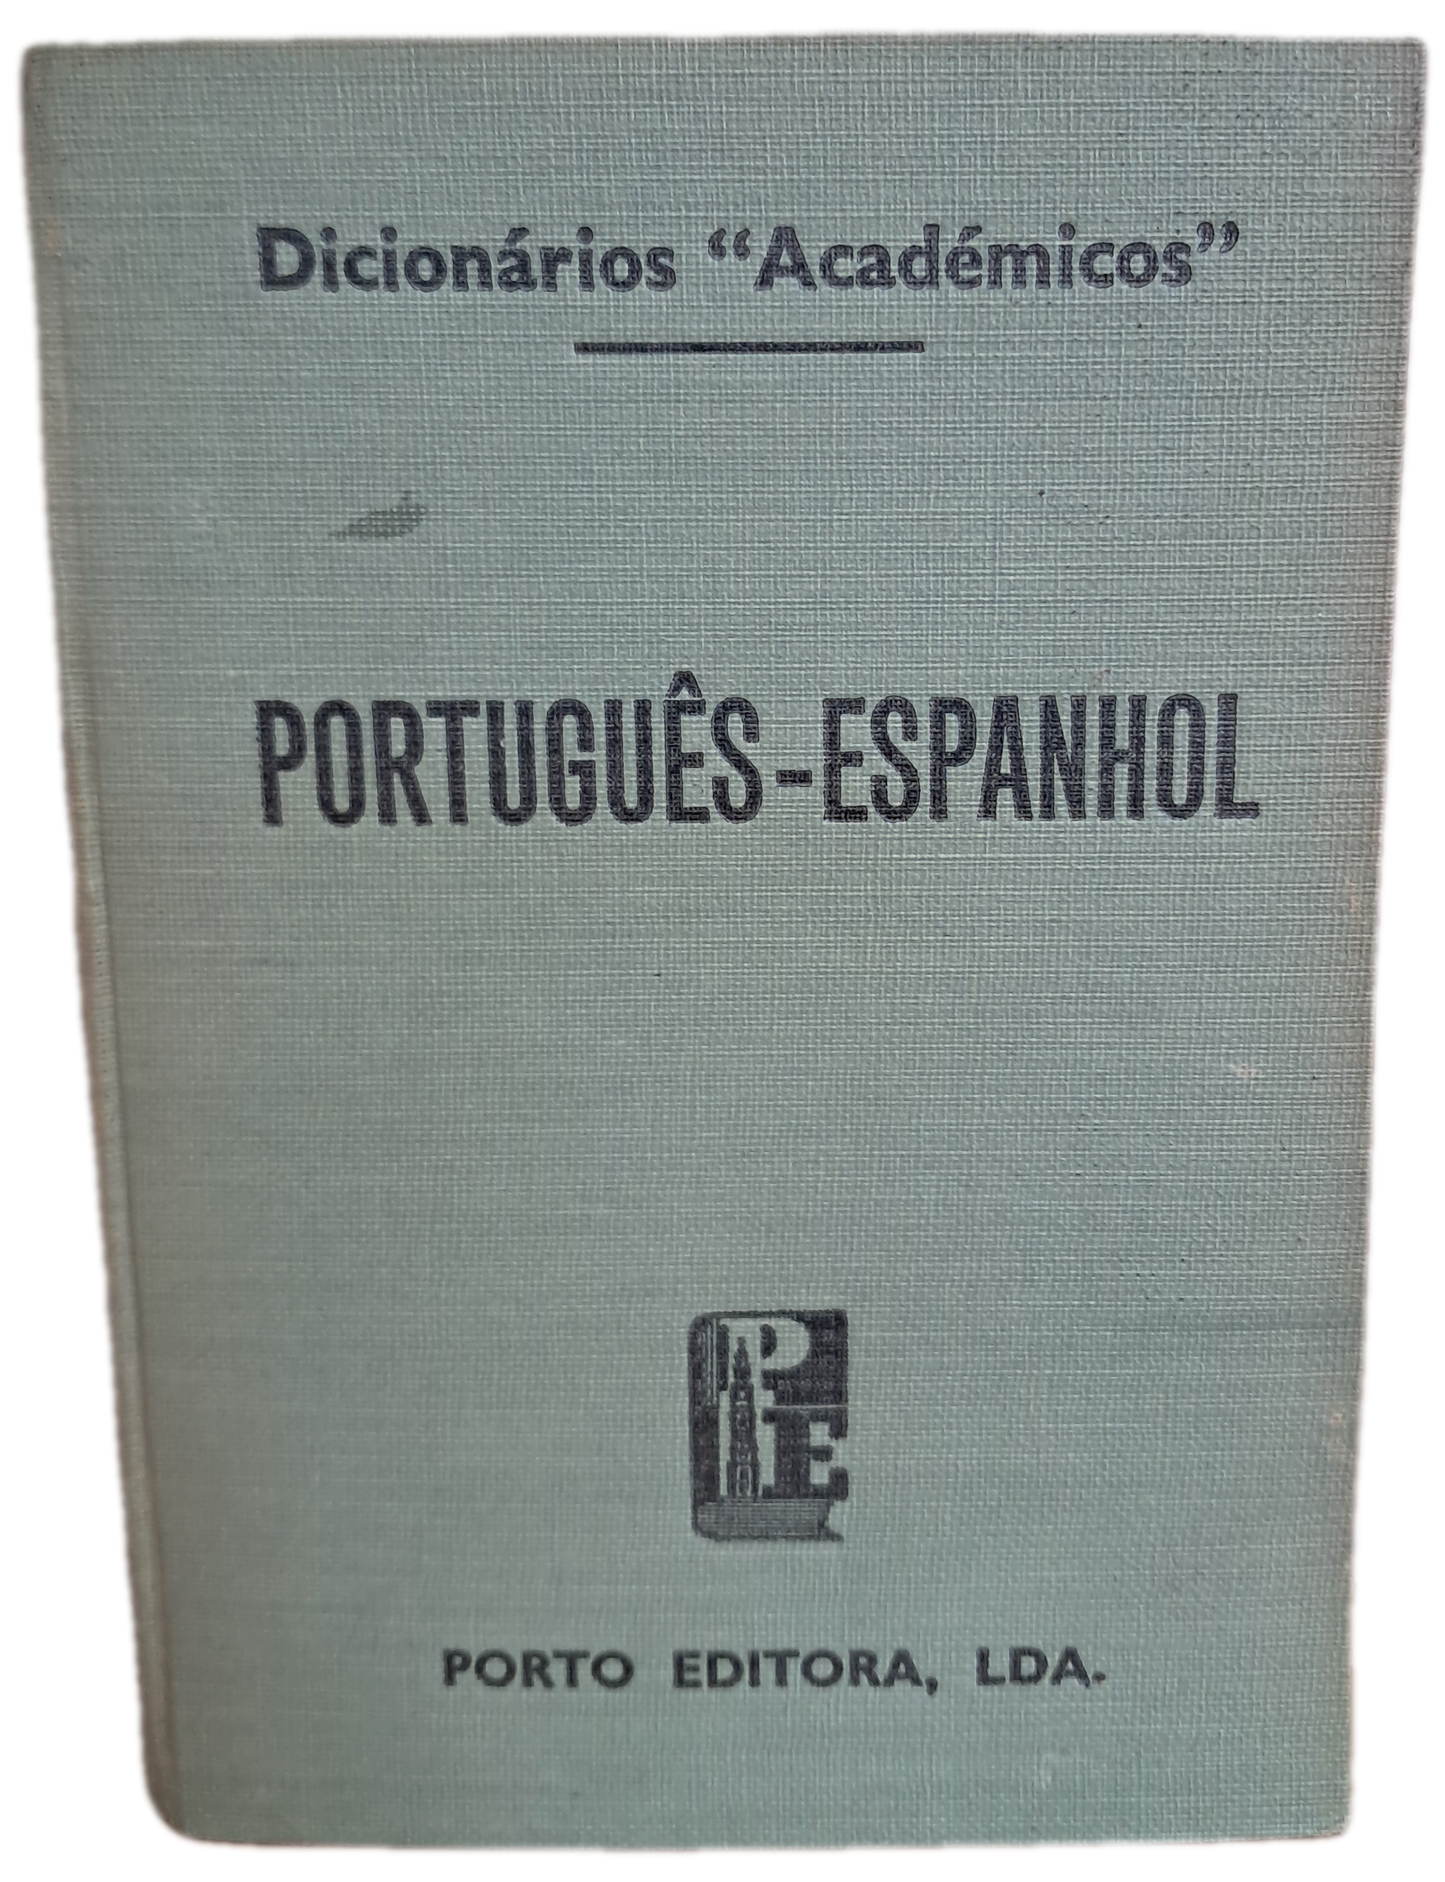 Dicionários “Académicos”
PORTUGUÊS-ESPANHOL
PE
PORTO EDITORA, LDA.